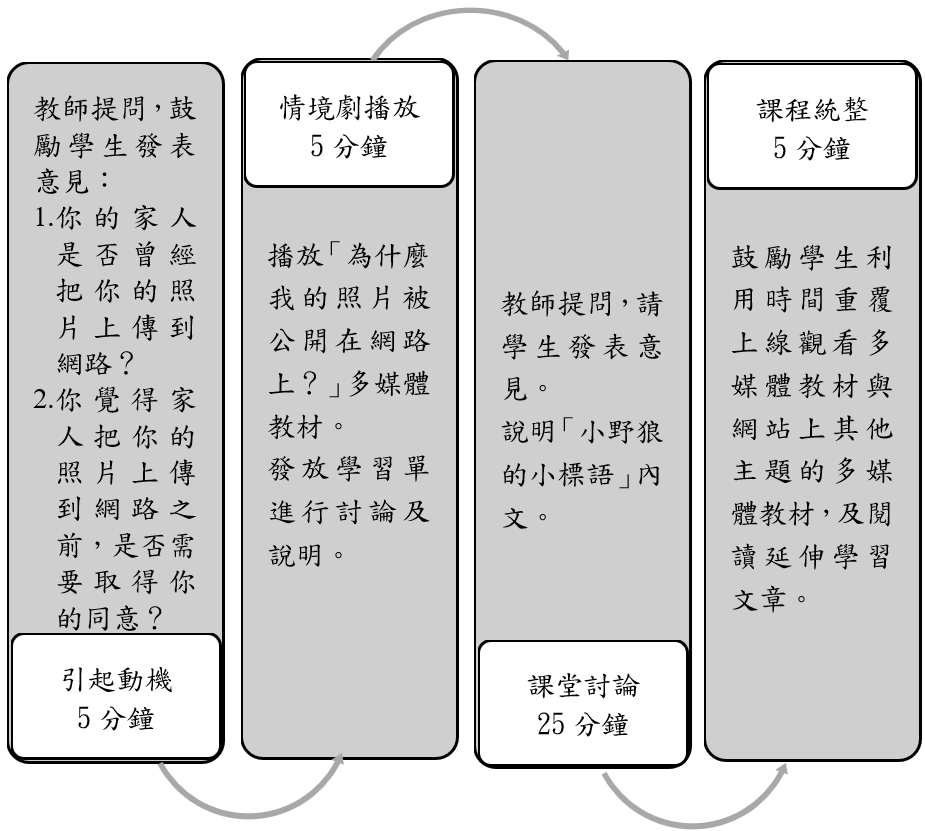 教師提問，鼓
勵學生發表
意見：
1.你的家人
是否曾經
把你的照
片上傳到
網路？
2.你覺得家
人把你的
照片上傳
到網路之
前，是否需
要取得你
的同意？
引起動機
5 分鐘
情境劇播放
5 分鐘
播放「為什麼
我的照片被
公開在網路
上？」多媒體
教材。
發放學習單
進行討論及
說明。
教師提問，請
學生發表意
見。
說明「小野狼
的小標語」內
文。
課堂討論
25 分鐘
課程統整
5 分鐘
鼓勵學生利
用時間重覆
上線觀看多
媒體教材與
網站上其他
主題的多媒
體教材，及閱
讀延伸學習
文章。